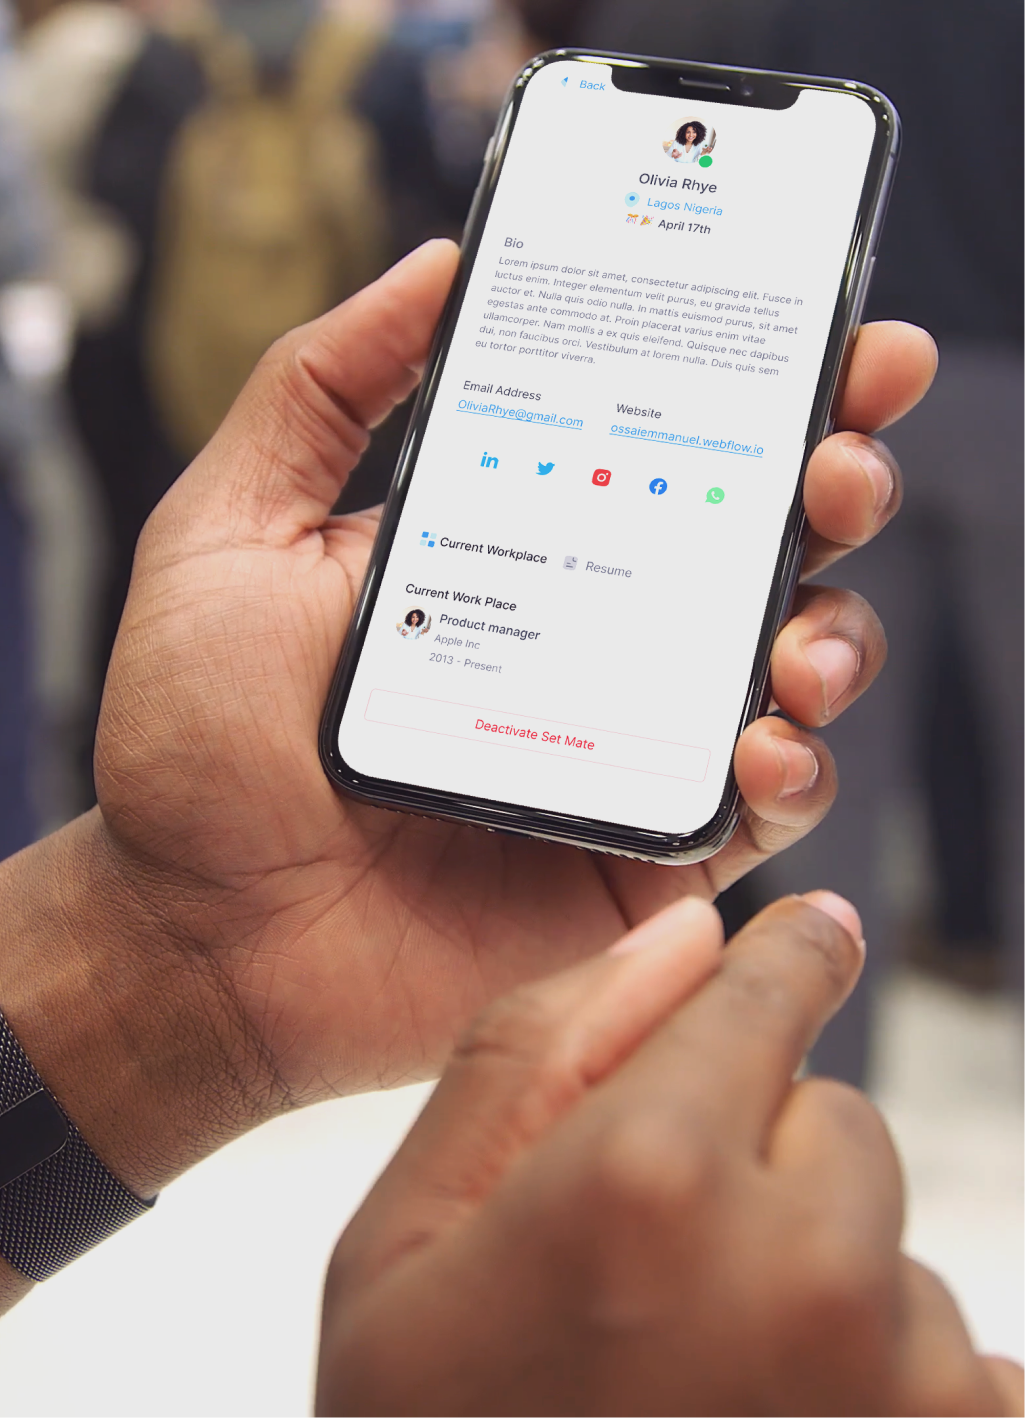 Back
Olivia Rhye
Lagos Nigeria
April 17th
Bio
Lorem ipsum dolor sit amet, consectetur adipiscing elit. Fusce in
luctus enim. Integer elementum velit purus, eu gravida tellus
auctor et. Nulla quis odio nulla. In mattis euismod purus, sit amet
egestas ante commodo at. Proin placerat varius enim vitae
ullamcorper. Nam mollis a ex quis eleifend. Quisque nec dapibus
dui, non faucibus orci. Vestibulum at lorem nulla. Duis quis sem
eu tortor porttitor viverra.
Email Address
OliviaRhye@gmail.com
Website
ossaiemmanuel.webflow.io
in
Current Workplace
Resume
Current Work Place
Product manager
Apple Inc
2013 - Present
Deactivate Set Mate